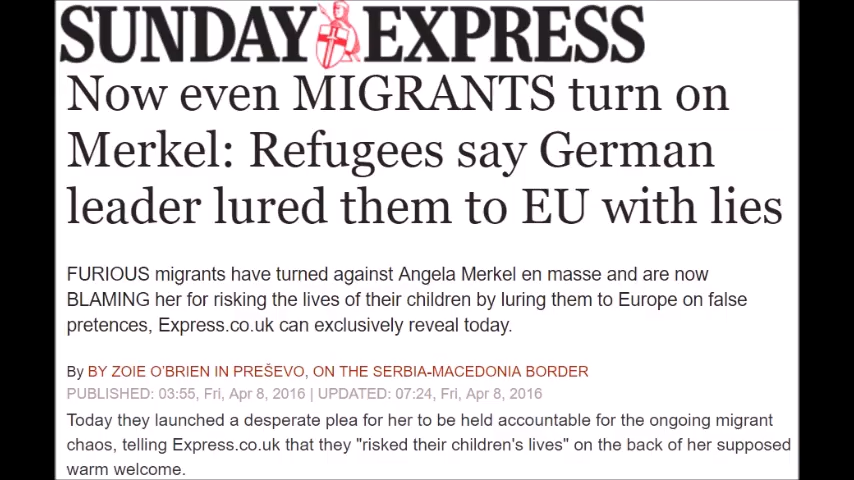 SUNDAY EXPRESS
Now even MIGRANTS turn on
Merkel: Refugees say German
leader lured them to EU with lies
FURIOUS migrants have turned against Angela Merkel en masse and are now
BLAMING her for risking the lives of their children by luring them to Europe on false
pretences, Express.co.uk can exclusively reveal today.
By BY ZOIE O'BRIEN IN PREŠEVO, ON THE SERBIA-MACEDONIA BORDER
PUBLISHED: 03:55, Fri, Apr 8, 2016 | UPDATED: 07:24, Fri, Apr 8, 2016
Today they launched a desperate plea for her to be held accountable for the ongoing migrant
chaos, telling Express.co.uk that they "risked their children's lives" on the back of her supposed
warm welcome.